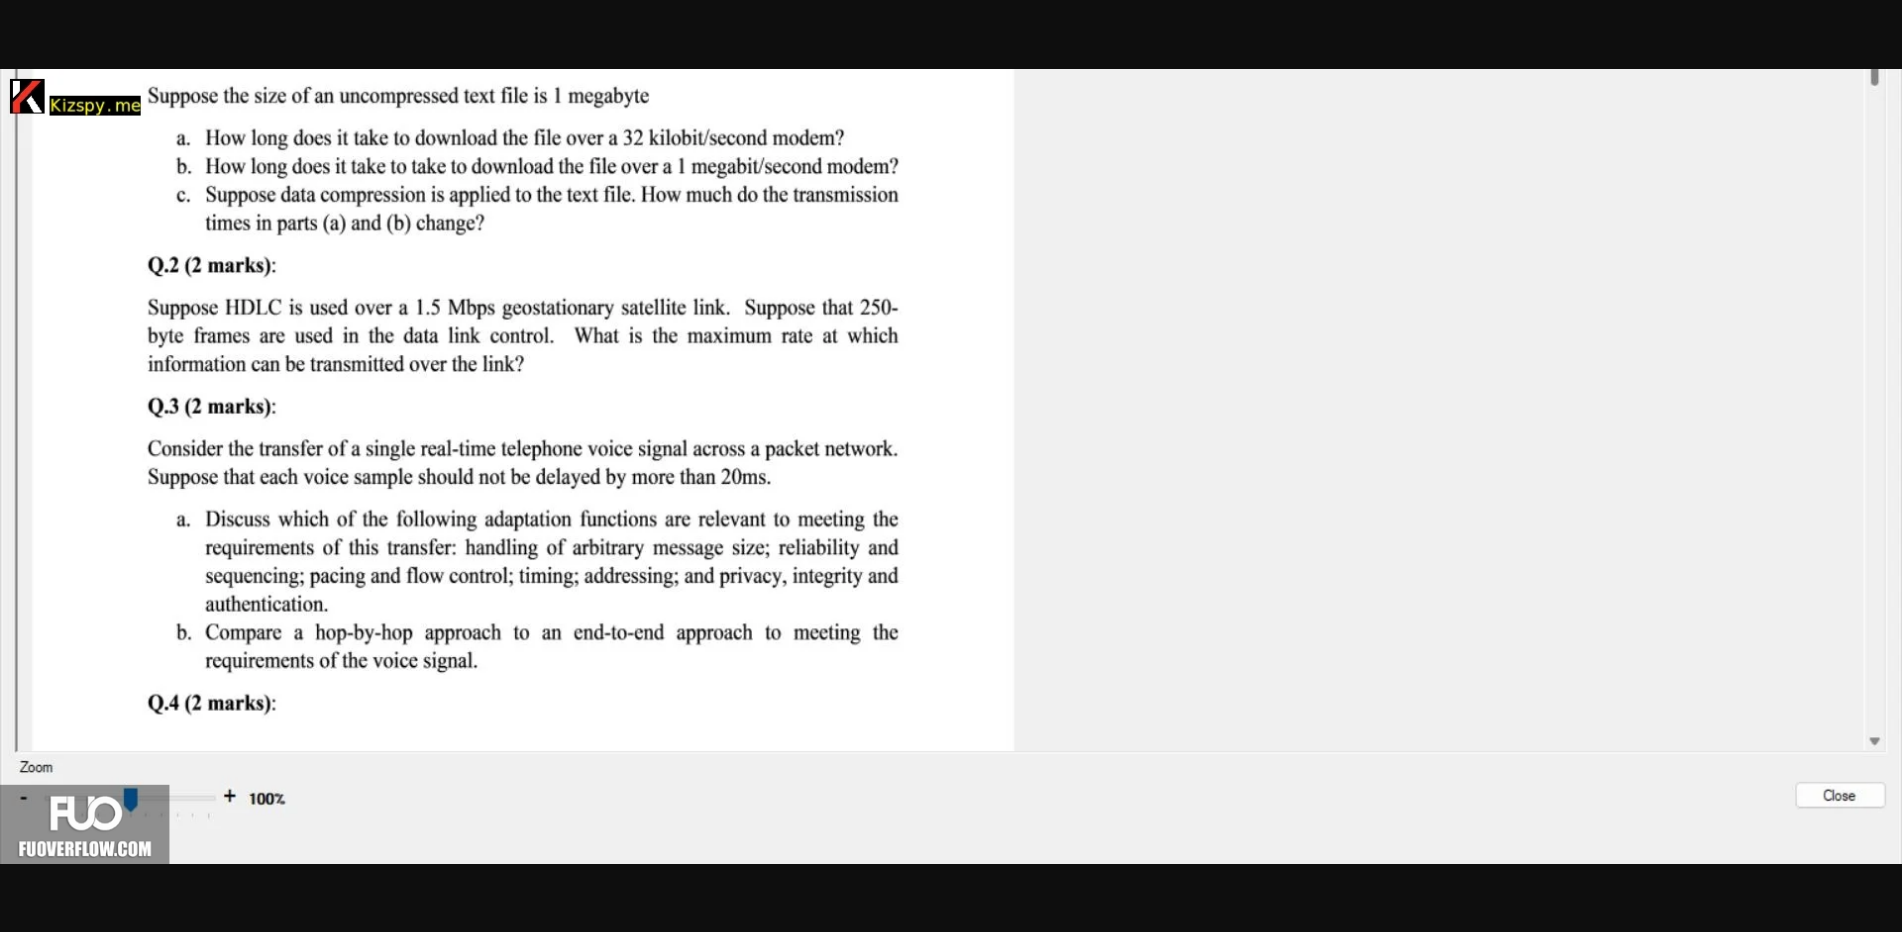 Kizspy.me
Suppose the size of an uncompressed text file is 1 megabyte
a. How long does it take to download the file over a 32 kilobit/second modem?
b. How long does it take to take to download the file over a 1 megabit/second modem?
c. Suppose data compression is applied to the text file. How much do the transmission
times in parts (a) and (b) change?
Q.2 (2 marks):
Suppose HDLC is used over a 1.5 Mbps geostationary satellite link. Suppose that 250-
byte frames are used in the data link control. What is the maximum rate at which
information can be transmitted over the link?
Q.3 (2 marks):
Consider the transfer of a single real-time telephone voice signal across a packet network.
Suppose that each voice sample should not be delayed by more than 20ms.
a. Discuss which of the following adaptation functions are relevant to meeting the
requirements of this transfer: handling of arbitrary message size; reliability and
sequencing; pacing and flow control; timing; addressing; and privacy, integrity and
authentication.
b. Compare a hop-by-hop approach to an end-to-end approach to meeting the
requirements of the voice signal.
Q.4 (2 marks):
Zoom
- + 100%
Close
FUO
FUOVERFLOW.COM